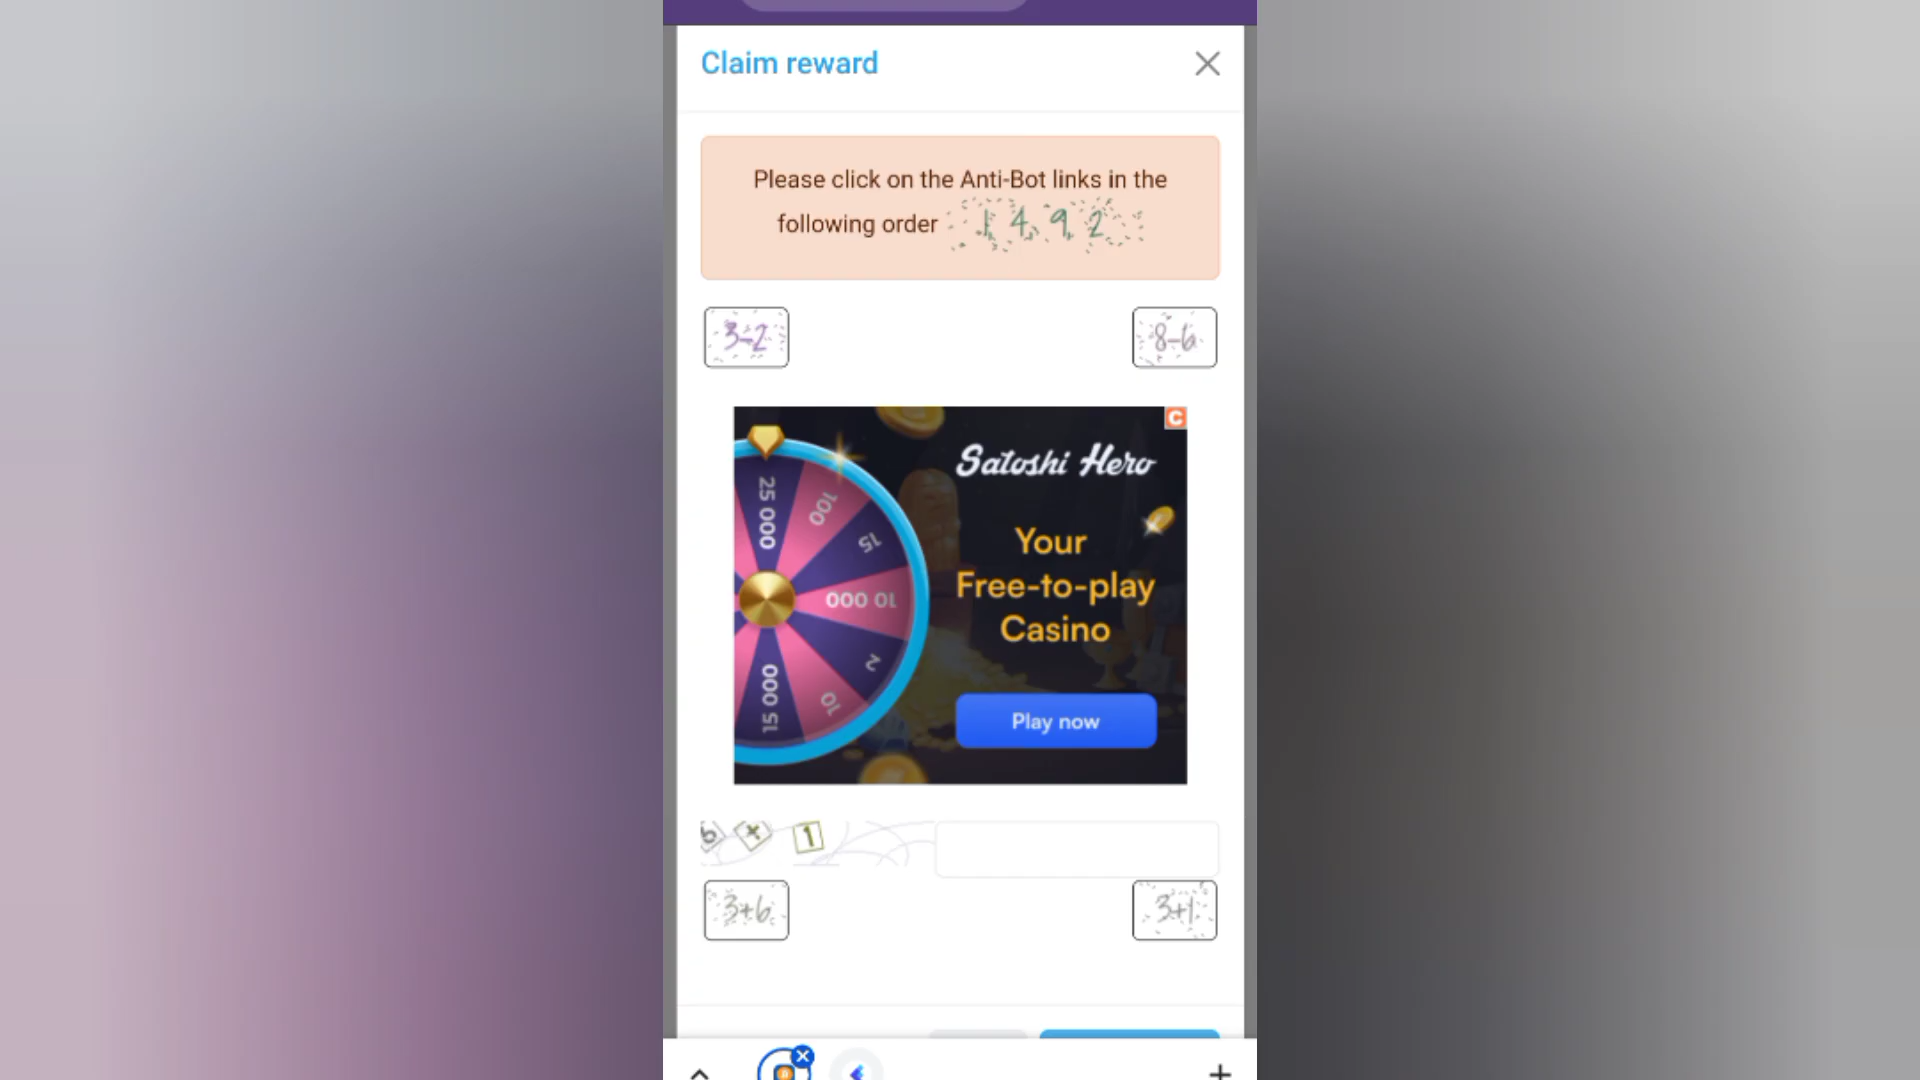 Claim reward
Please click on the Anti-Bot links in the
following order 1 4, 9, 2
3-2
8-6
C
Satoshi Hero
Your
Free-to-play
Casino
Play now
25 000
100
15
10 000
2
10
15 000
6 + 1
3+6
3+1